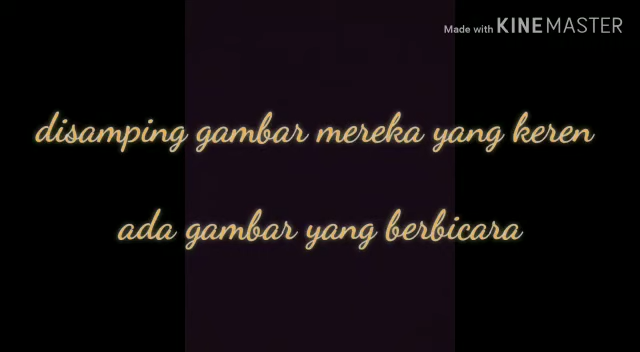 Made with KINEMASTER
disamping gambar mereka yang keren
ada gambar yang berbicara